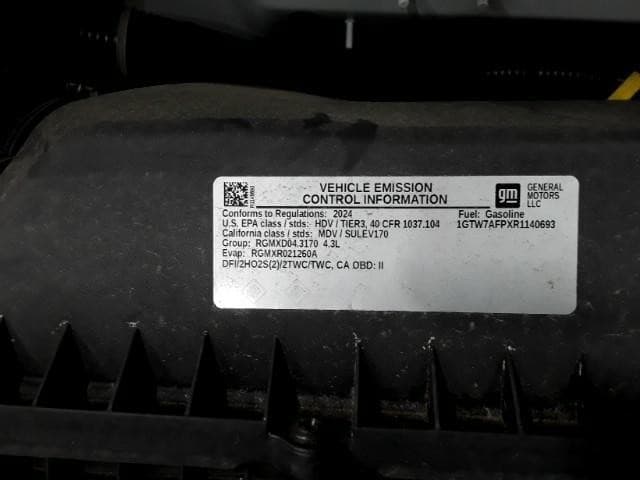 VEHICLE EMISSION
CONTROL INFORMATION
gm
GENERAL
MOTORS
LLC
Conforms to Regulations: 2024
Fuel: Gasoline
U.S. EPA class / stds: HDV / TIER3, 40 CFR 1037.104
1GTW7AFPXR1140693
California class / stds: MDV / SULEV170
Group: RGMXD04.3170 4.3L
Evap: RGMXR021260A
DFI/2HO2S(2)/2TWC/TWC, CA OBD: II